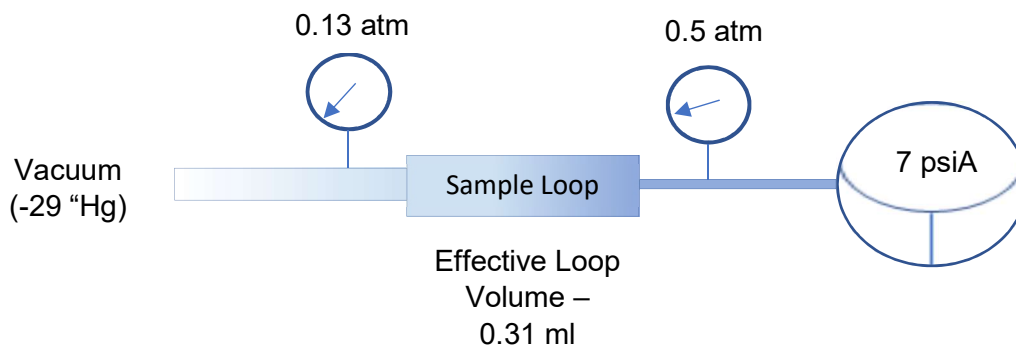 0.13 atm
0.5 atm
Vacuum
(-29 “Hg)
Sample Loop
7 psiA
Effective Loop
Volume –
0.31 ml